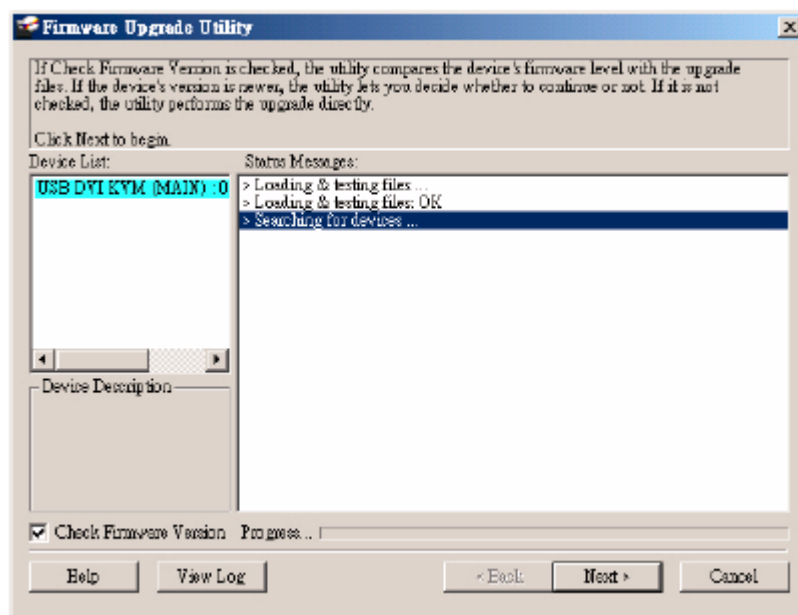 Firmware Upgrade Utility
If Check Firmware Version is checked, the utility compares the device's firmware level with the upgrade
files. If the device's version is newer, the utility lets you decide whether to continue or not. If it is not
checked, the utility performs the upgrade directly.
Click Next to begin.
Device List:
Status Messages:
USB DVI KVM (MAIN) :0
> Loading & testing files ...
> Loading & testing files: OK
> Searching for devices ...
Device Description
Check Firmware Version
Progress...
Help
View Log
< Back
Next >
Cancel